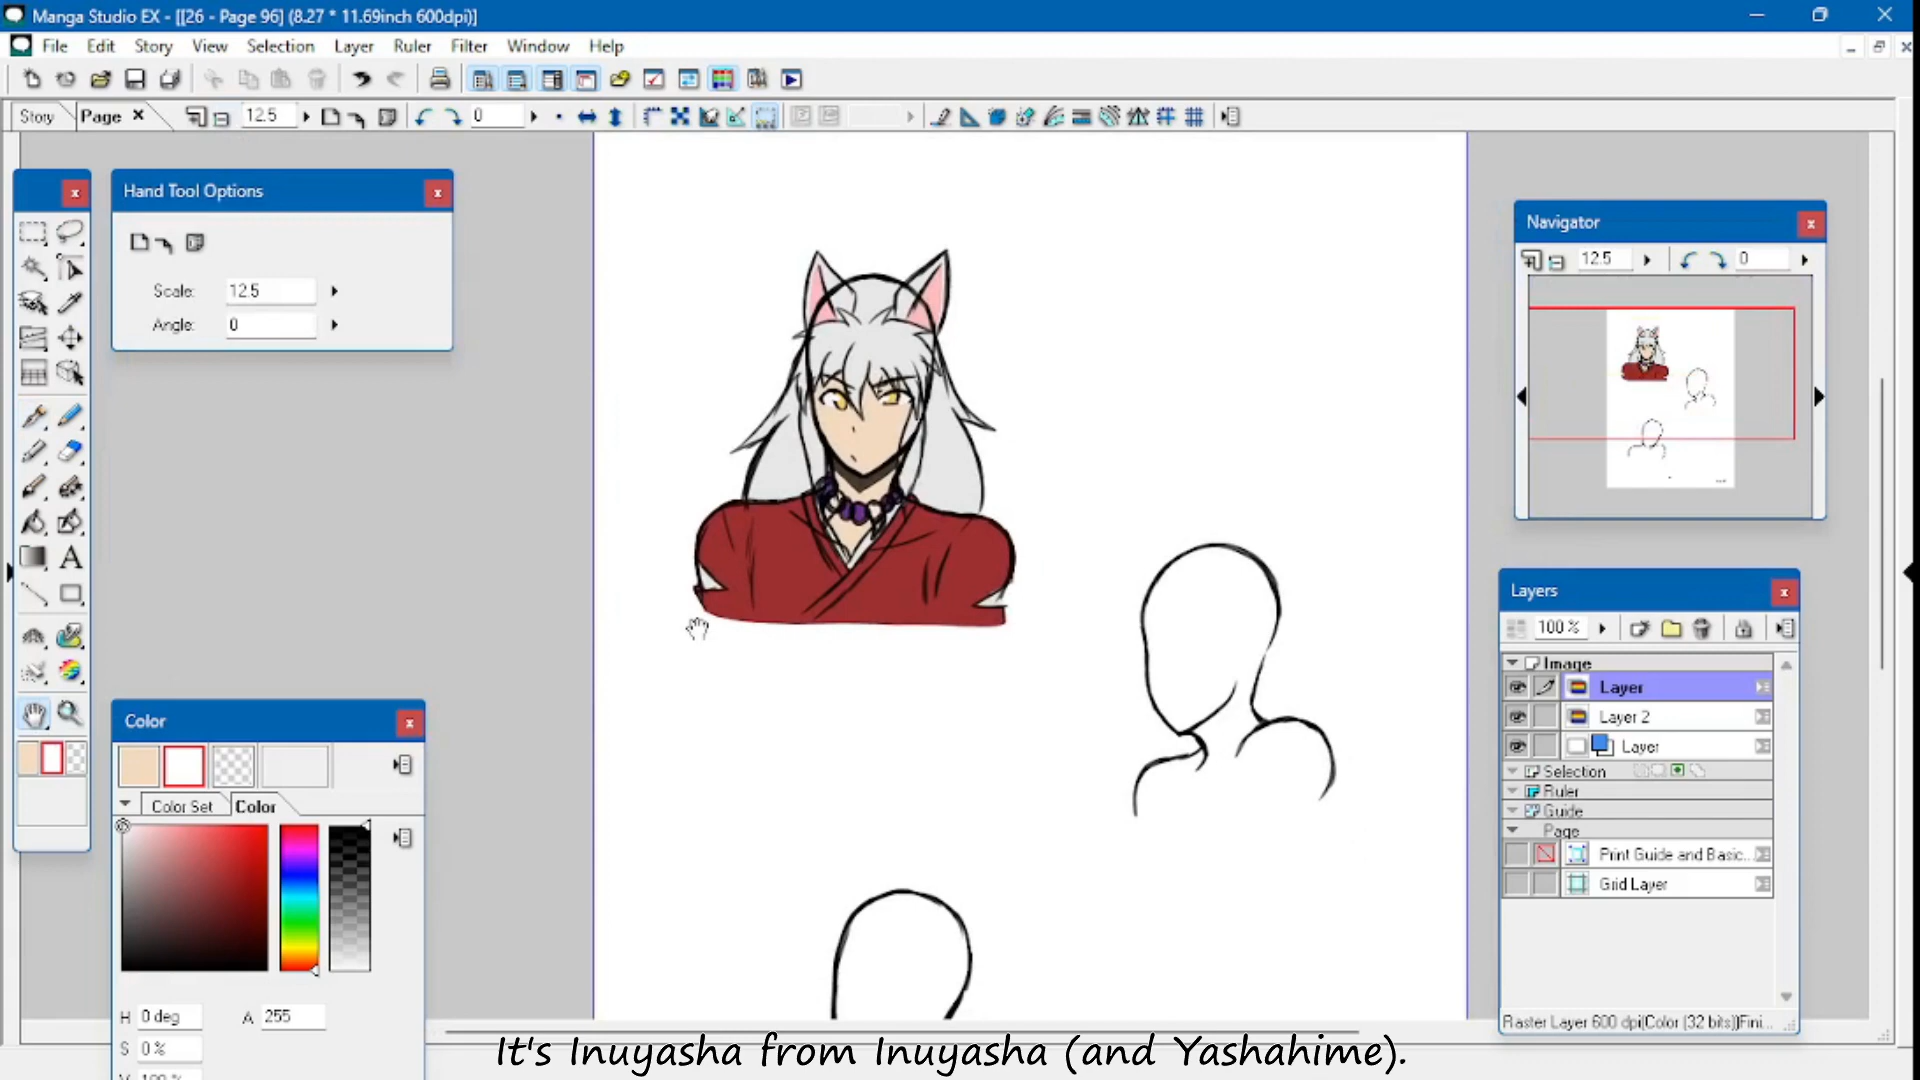 Manga Studio EX - [[26 - Page 96] (8.27 * 11.69inch 600dpi)]
File Edit Story View Selection Layer Ruler Filter Window Help
Story Page 12.5 0
Hand Tool Options
Scale: 12.5
Angle: 0
Navigator
12.5 0
Layers
100 %
Image
Layer
Layer 2
Layer
Selection
Ruler
Guide
Page
Print Guide and Basic...
Grid Layer
Raster Layer 600 dpi(Color (32 bits))Fini...
A
Color
Color Set Color
H 0 deg A 255
S 0 %
It's Inuyasha from Inuyasha (and Yashahime).